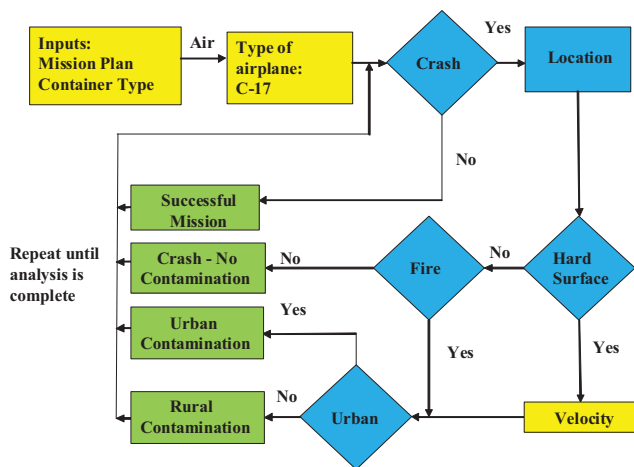 Inputs:
Mission Plan
Container Type
Air
Type of
airplane:
C-17
Crash
Yes
Location
No
Successful
Mission
Repeat until
analysis is
complete
Crash - No
Contamination
No
Fire
No
Hard
Surface
Urban
Contamination
Yes
Yes
Yes
Rural
Contamination
No
Urban
Velocity